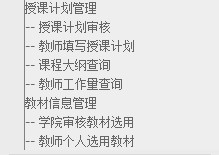 授课计划管理
-- 授课计划审核
-- 教师填写授课计划
-- 课程大纲查询
-- 教师工作量查询
教材信息管理
-- 学院审核教材选用
-- 教师个人选用教材